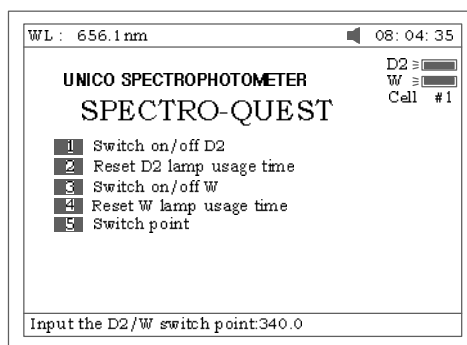 WL: 656.1nm 08:04:35
D2
UNICO SPECTROPHOTOMETER W
SPECTRO-QUEST Cell #1
1 Switch on/off D2
2 Reset D2 lamp usage time
3 Switch on/off W
4 Reset W lamp usage time
5 Switch point
Input the D2/W switch point:340.0